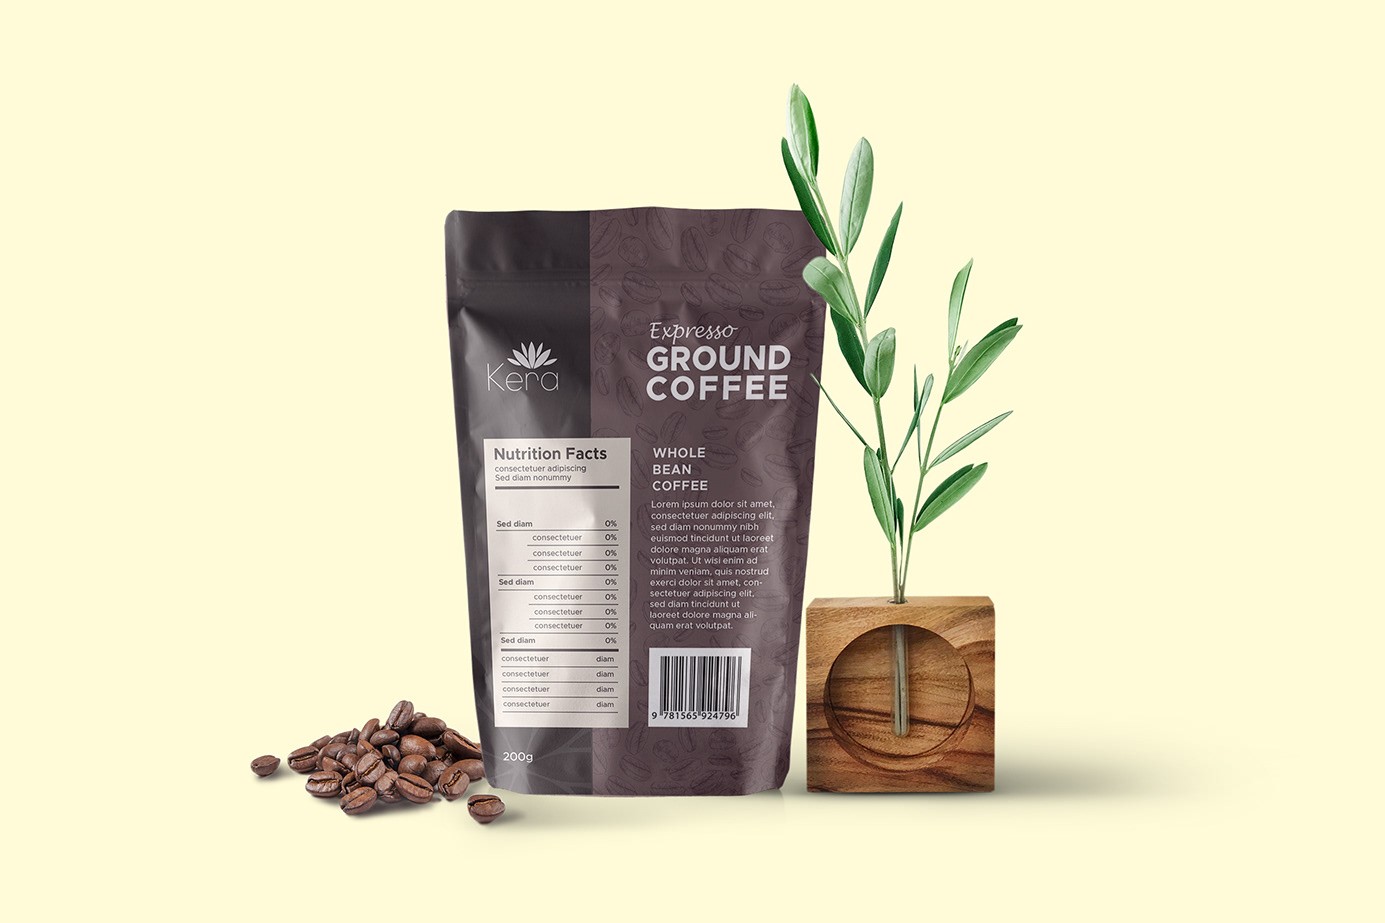 Kera
Nutrition Facts
consectetuer adipiscing
Sed diam nonummy
Sed diam 0%
consectetuer 0%
consectetuer 0%
consectetuer 0%
Sed diam 0%
consectetuer 0%
consectetuer 0%
consectetuer 0%
Sed diam 0%
consectetuer diam
consectetuer diam
consectetuer diam
consectetuer diam
200g
Expresso
GROUND
COFFEE
WHOLE
BEAN
COFFEE
Lorem ipsum dolor sit amet,
consectetuer adipiscing elit,
sed diam nonummy nibh
euismod tincidunt ut laoreet
dolore magna aliquam erat
volutpat. Ut wisi enim ad
minim veniam, quis nostrud
exerci dolor sit amet, con-
sectetuer adipiscing elit,
sed diam tincidunt ut
laoreet dolore magna ali-
quam erat volutpat.
9 781565 924796